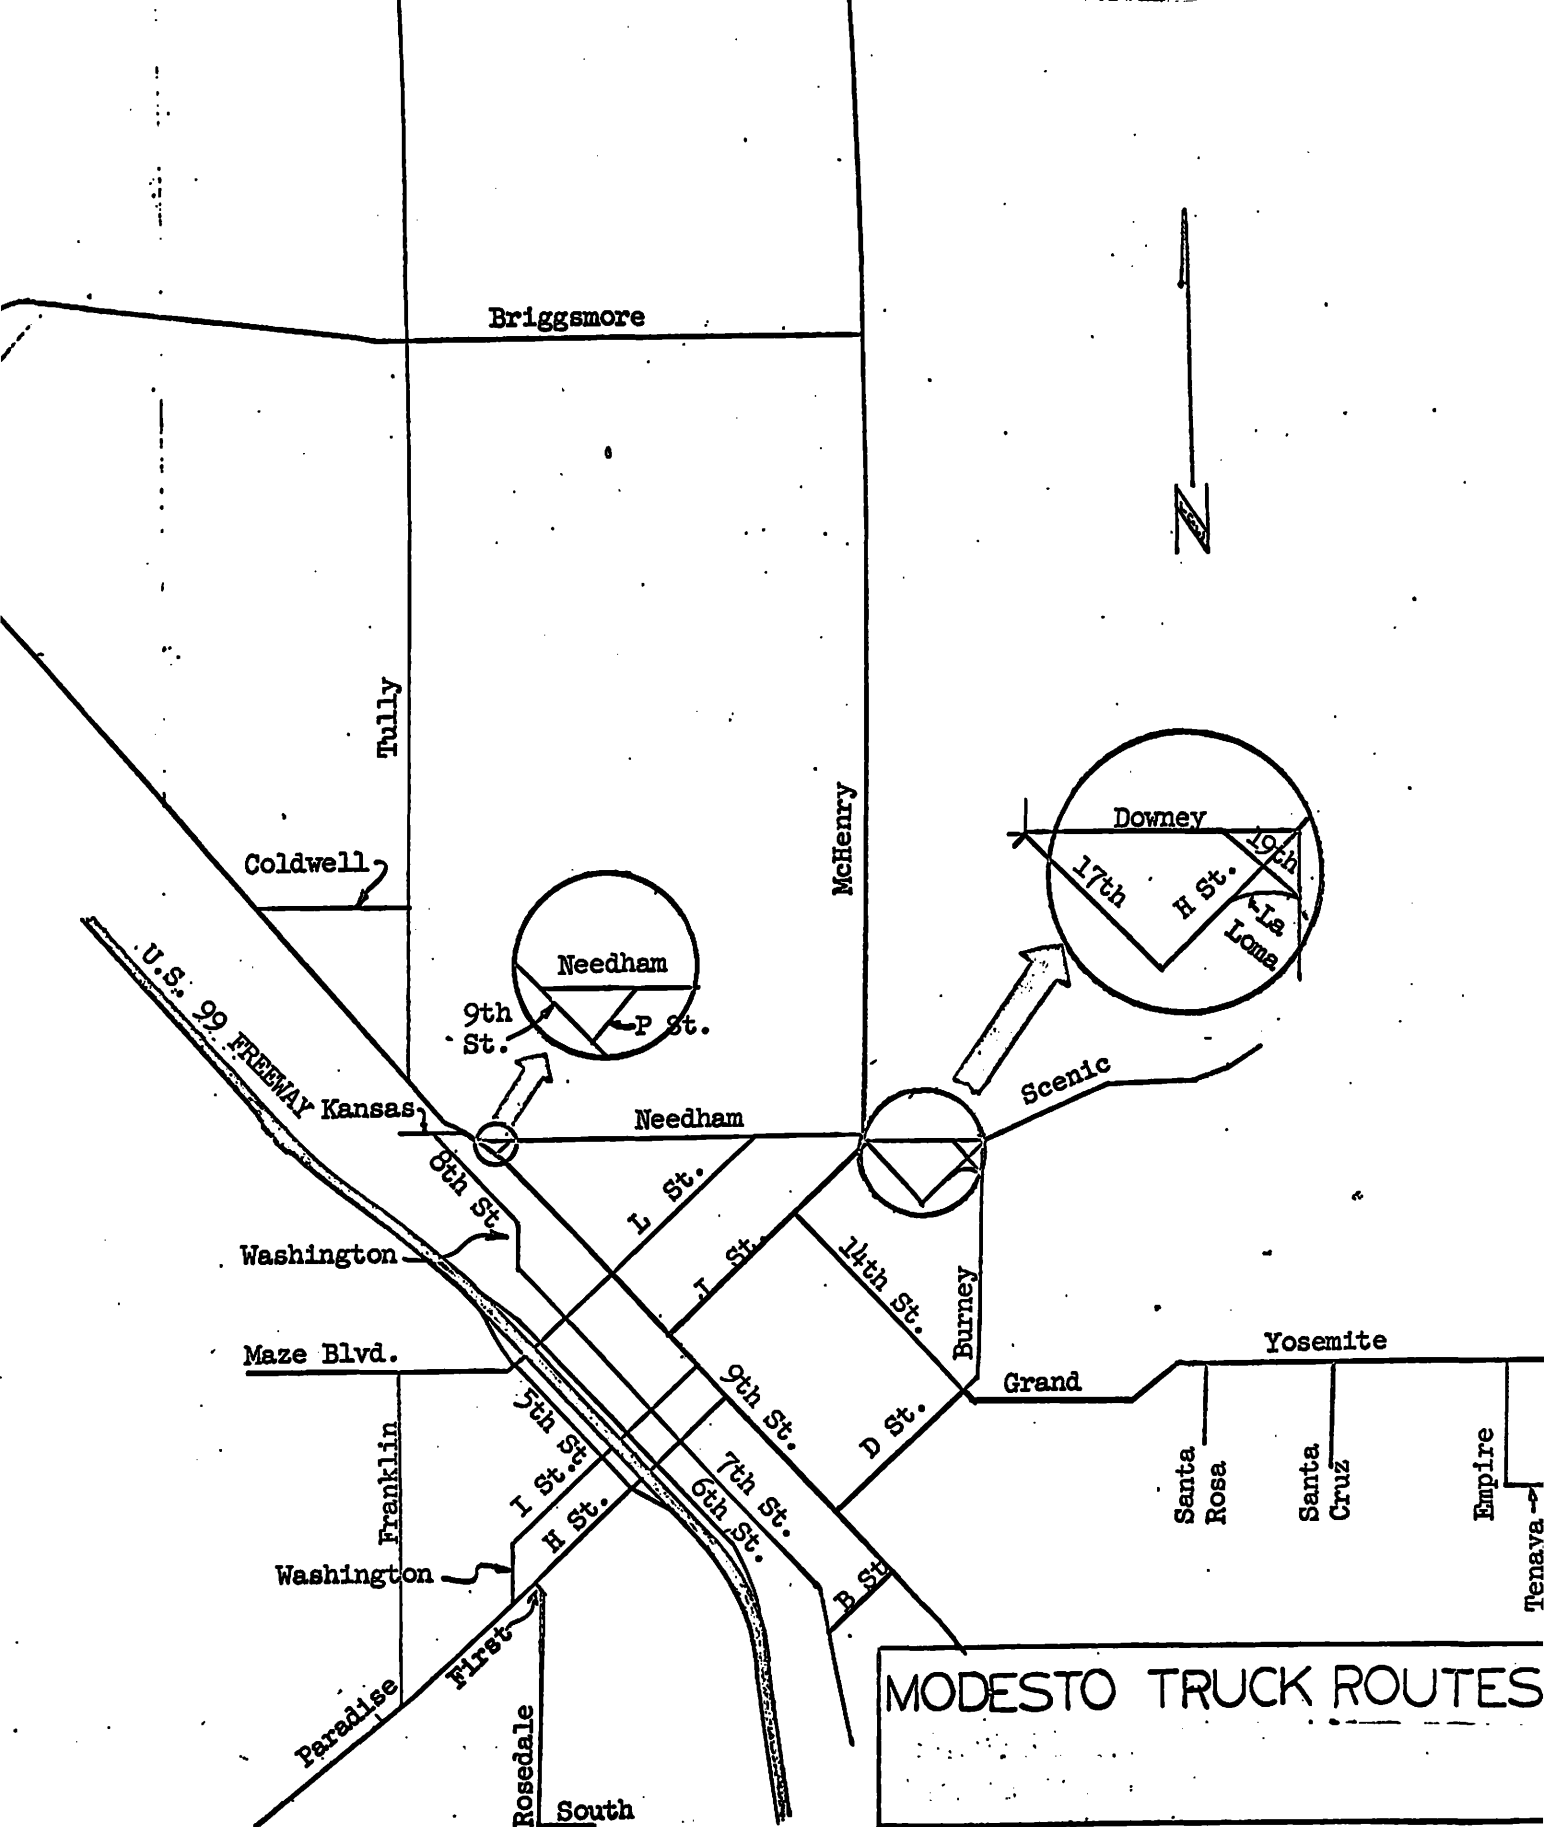 Briggsmore
N
Tully
McHenry
Coldwell
Downey
19th
17th
H St.
La
Loma
Needham
9th
St.
P St.
U.S. 99 FREEWAY
Scenic
Kansas
Needham
8th St
L St.
Washington
J St.
14th St.
Burney
Maze Blvd.
Yosemite
Grand
9th St.
5th St.
D St.
Franklin
I St.
7th St.
6th St.
H St.
Santa
Rosa
Santa
Cruz
Empire
Tenaya
Washington
B St
First
Paradise
Rosedale
South
MODESTO TRUCK ROUTES